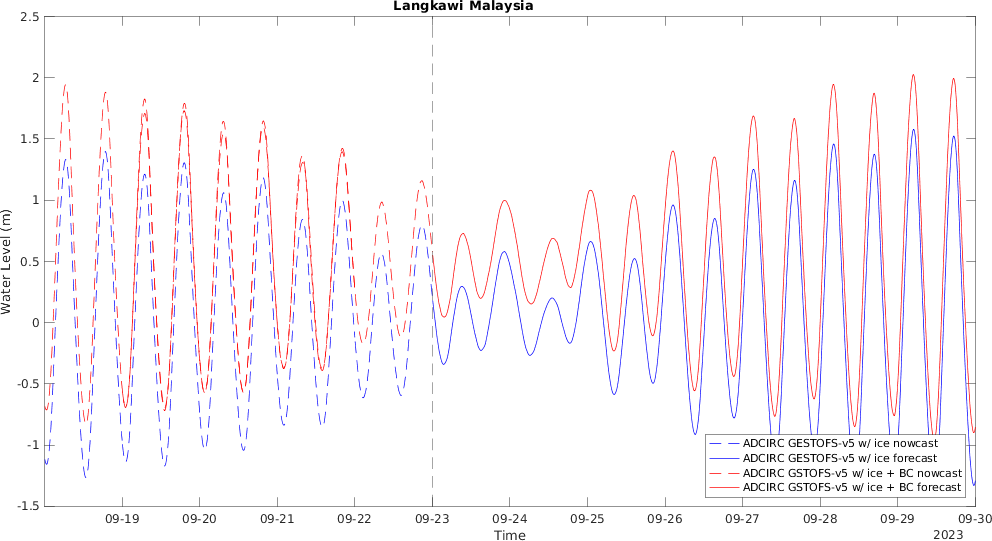 Langkawi Malaysia
2.5
2
1.5
1
0.5
0
-0.5
-1
-1.5
Water Level (m)
ADCIRC GESTOFS-v5 w/ ice nowcast
ADCIRC GESTOFS-v5 w/ ice forecast
ADCIRC GSTOFS-v5 w/ ice + BC nowcast
ADCIRC GSTOFS-v5 w/ ice + BC forecast
09-19 09-20 09-21 09-22 09-23 09-24 09-25 09-26 09-27 09-28 09-29 09-30
Time
2023